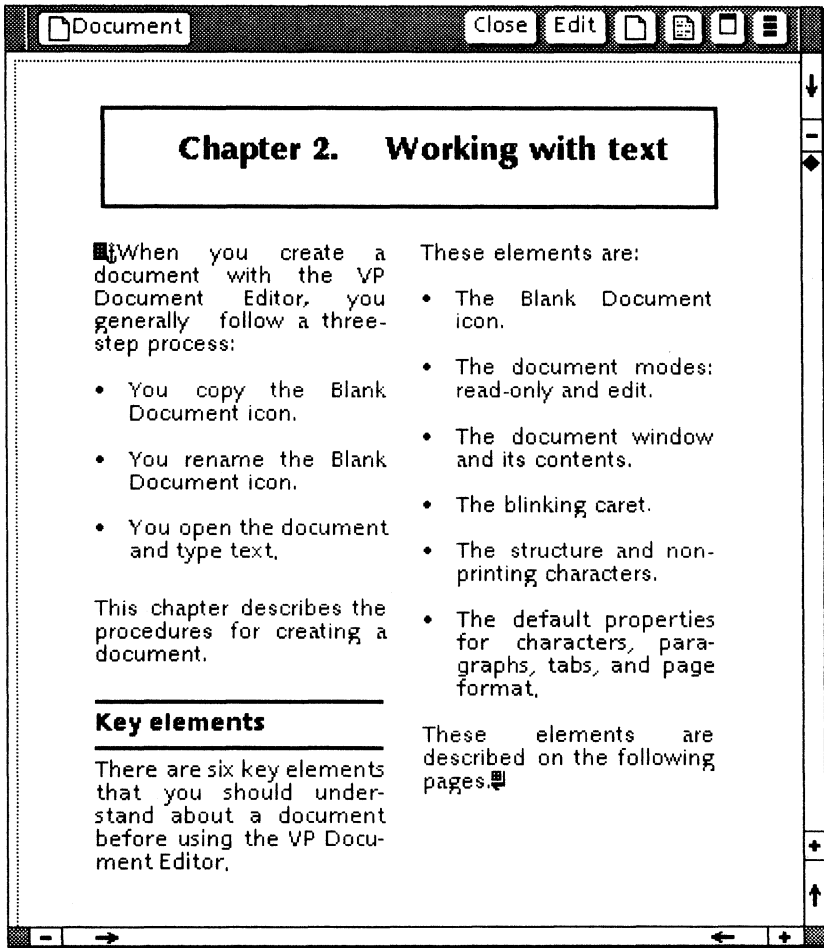 Document
Close Edit
Chapter 2. Working with text
When you create a
document with the VP
Document Editor, you
generally follow a three-
step process:
• You copy the Blank
Document icon.
• You rename the Blank
Document icon.
• You open the document
and type text.
This chapter describes the
procedures for creating a
document.
Key elements
There are six key elements
that you should under-
stand about a document
before using the VP Docu-
ment Editor.
These elements are:
• The Blank Document
icon.
• The document modes:
read-only and edit.
• The document window
and its contents.
• The blinking caret.
• The structure and non-
printing characters.
• The default properties
for characters, para-
graphs, tabs, and page
format.
These elements are
described on the following
pages.